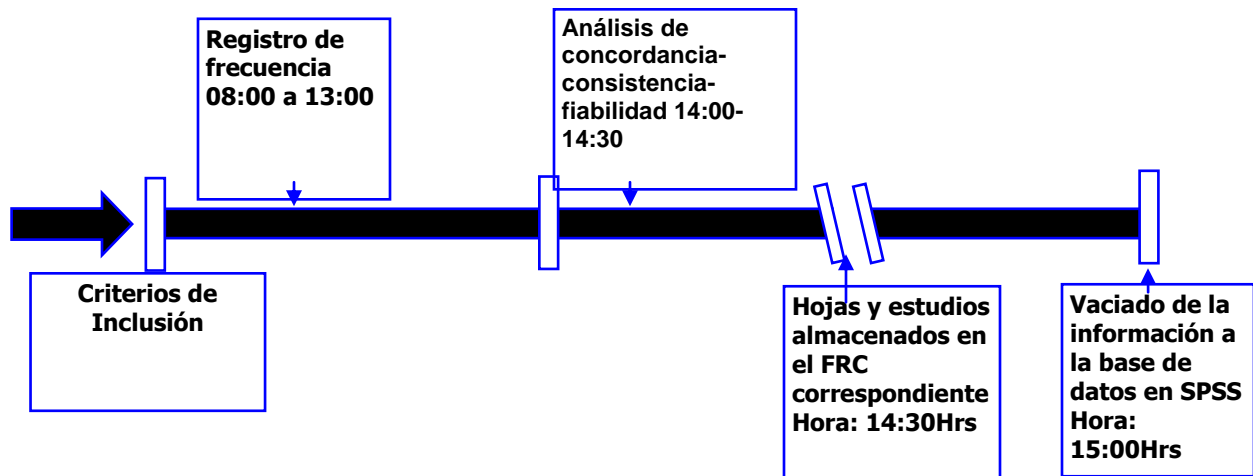 Registro de
frecuencia
08:00 a 13:00
Análisis de
concordancia-
consistencia-
fiabilidad 14:00-
14:30
Criterios de
Inclusión
Hojas y estudios
almacenados en
el FRC
correspondiente
Hora: 14:30Hrs
Vaciado de la
información a
la base de
datos en SPSS
Hora:
15:00Hrs